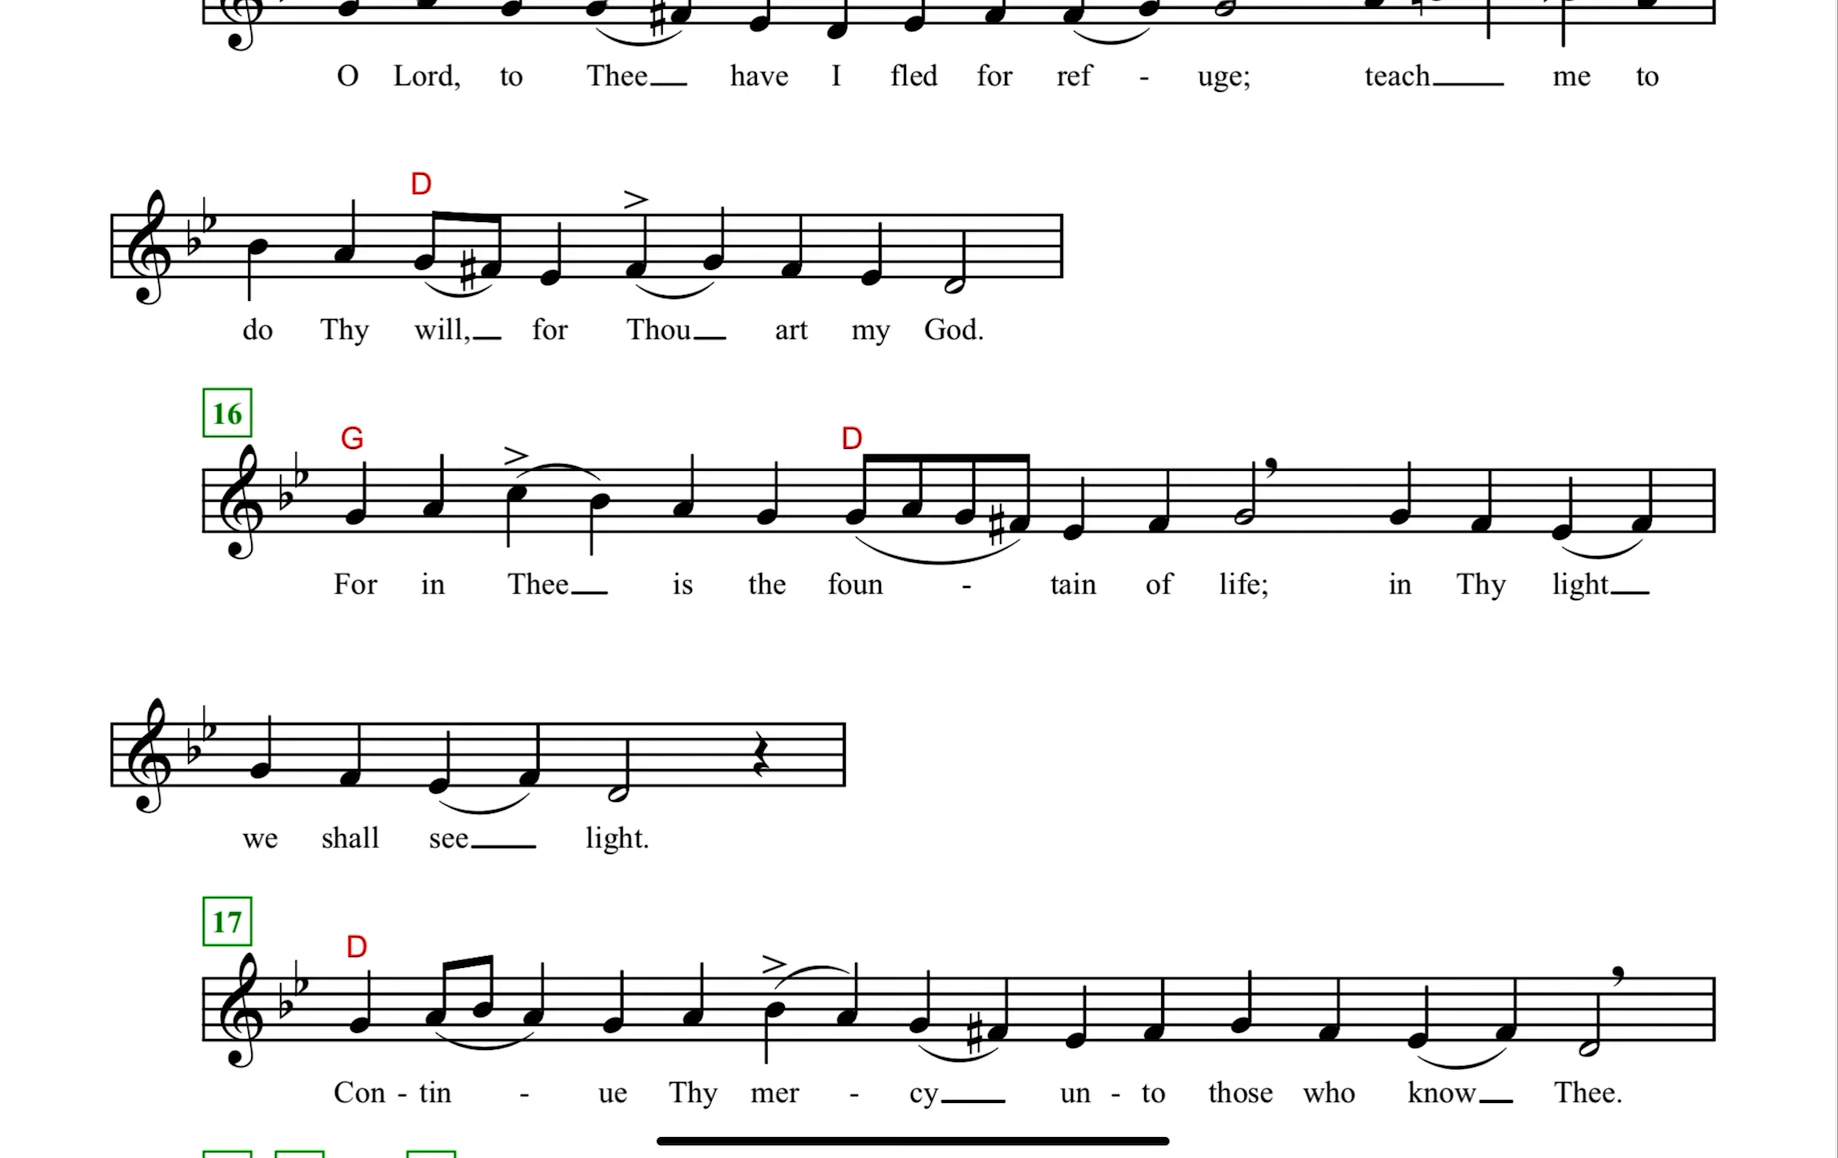 O Lord, to Thee have I fled for ref - uge; teach me to
D
do Thy will, for Thou art my God.
16
G D
For in Thee is the foun - tain of life; in Thy light
we shall see light.
17
D
Con - tin - ue Thy mer - cy un - to those who know Thee.